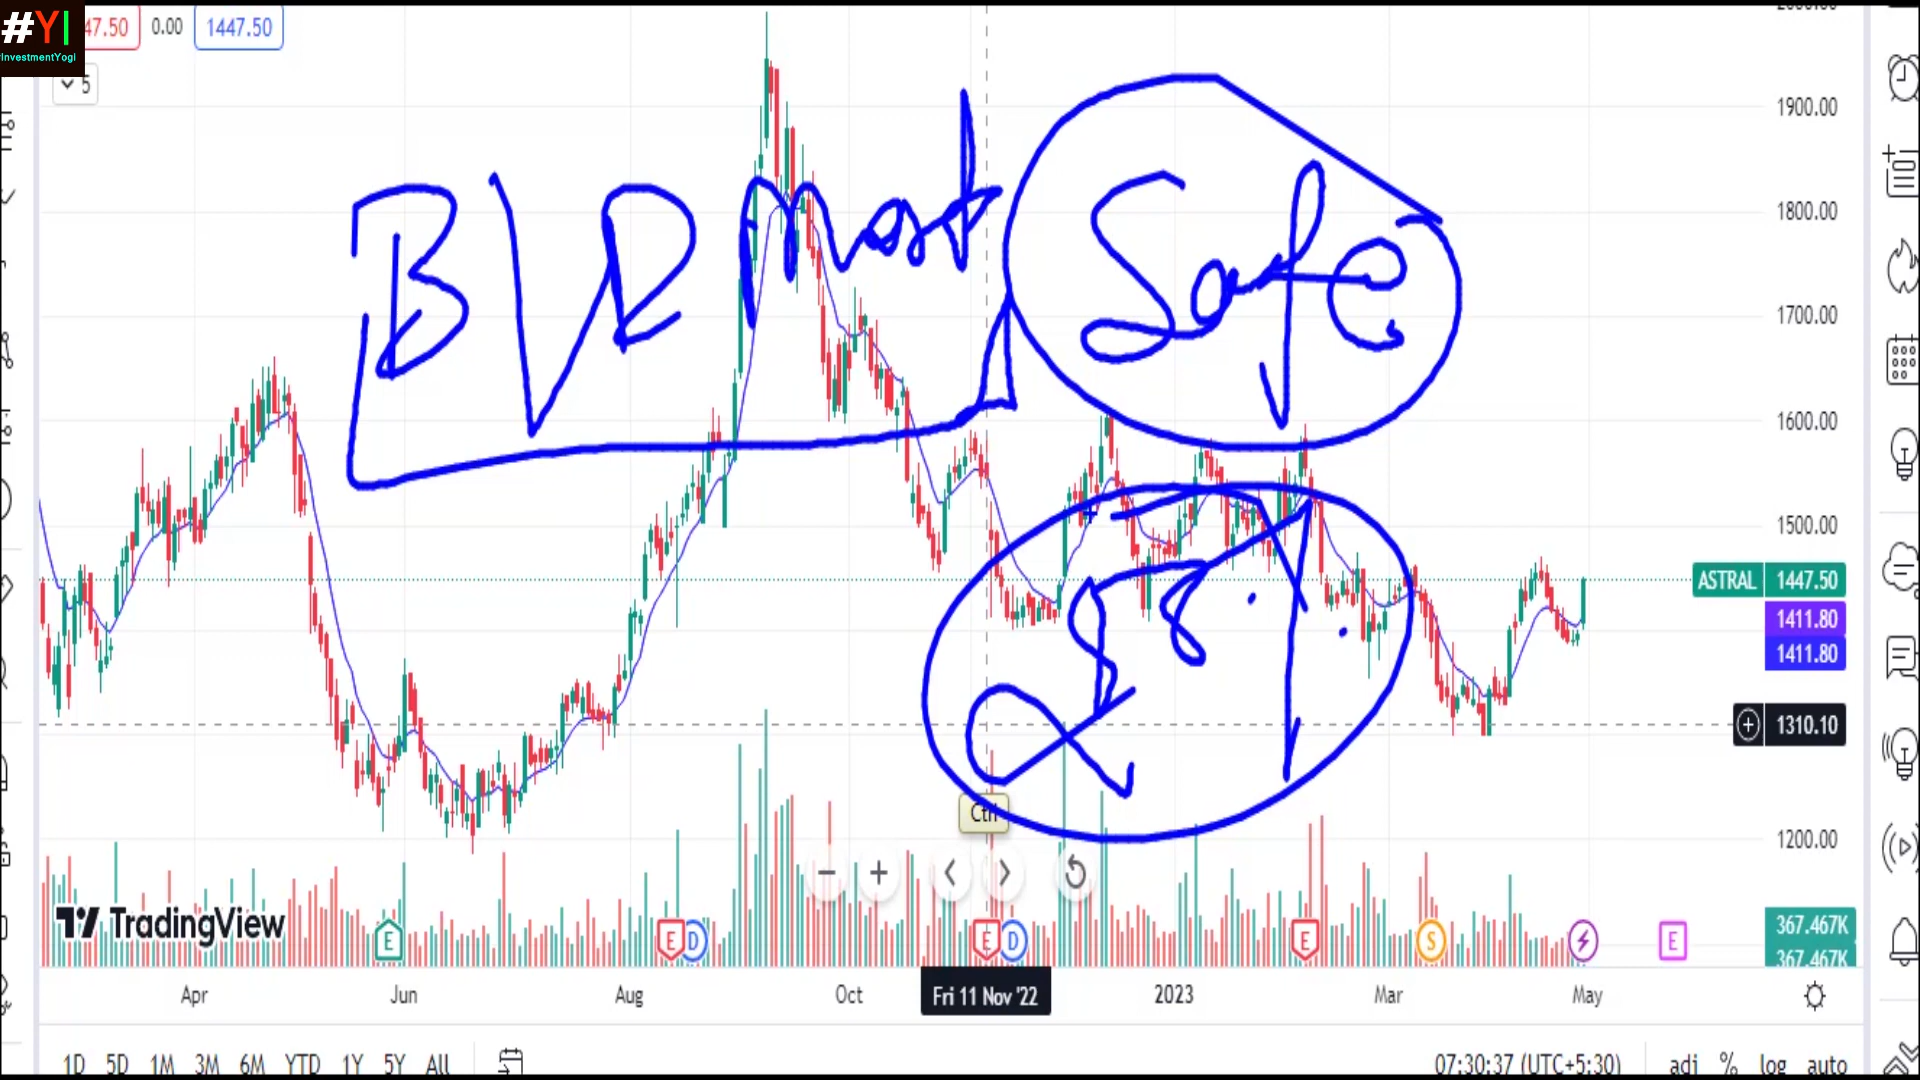 #YI
InvestmentYogi
47.50 0.00 1447.50
5
1900.00
1800.00
1700.00
1600.00
1500.00
ASTRAL 1447.50
1411.80
1411.80
1310.10
1200.00
most
Safe
Ctrl
TradingView
E E D E D E S E
367.467K
367.467K
Apr Jun Aug Oct Fri 11 Nov '22 2023 Mar May
1D 5D 1M 3M 6M YTD 1Y 5Y All 07:30:37 (UTC+5:30) adj % log auto